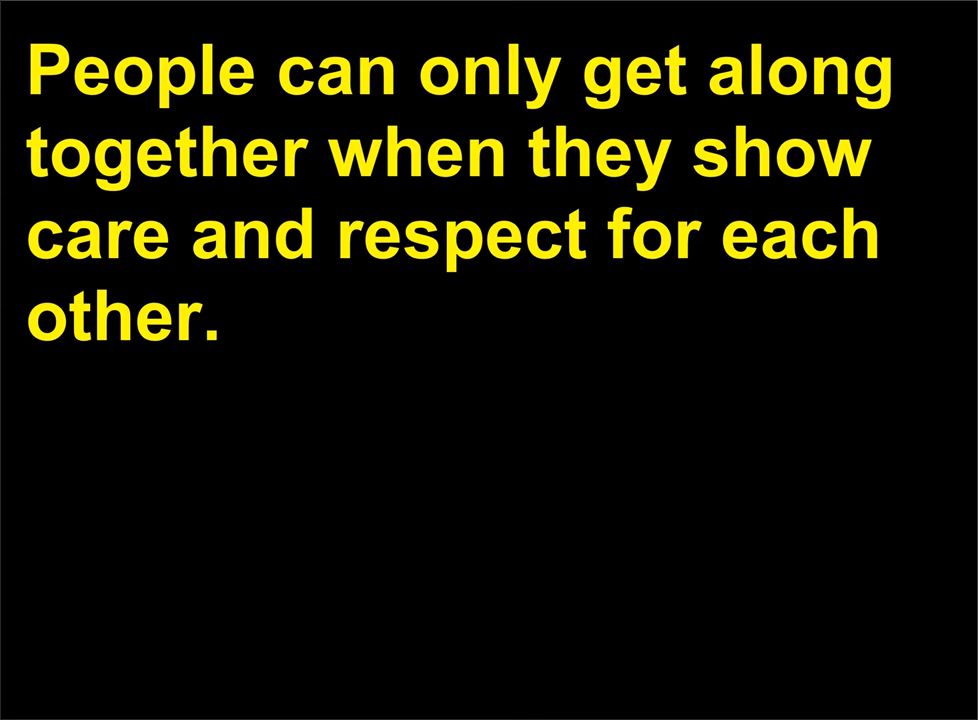 People can only get along
together when they show
care and respect for each
other.